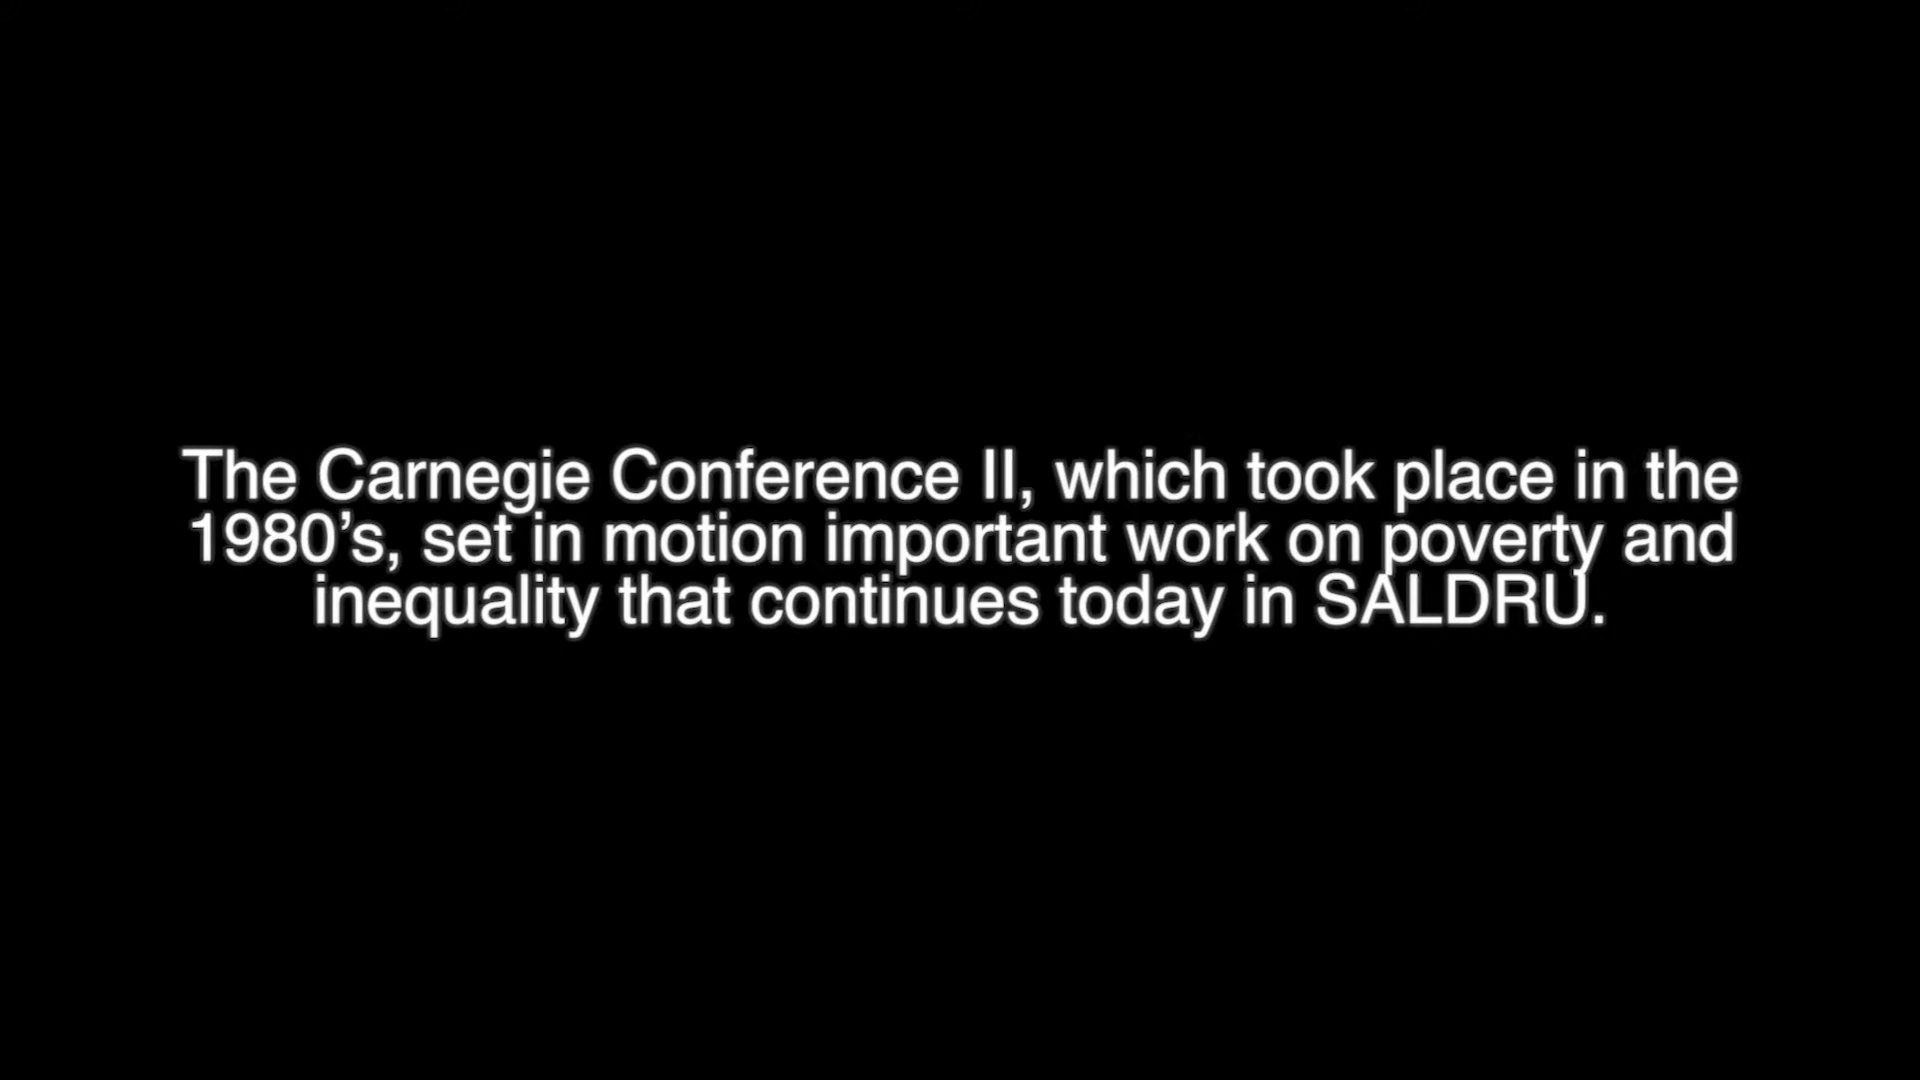 The Carnegie Conference II, which took place in the
1980’s, set in motion important work on poverty and
inequality that continues today in SALDRU.